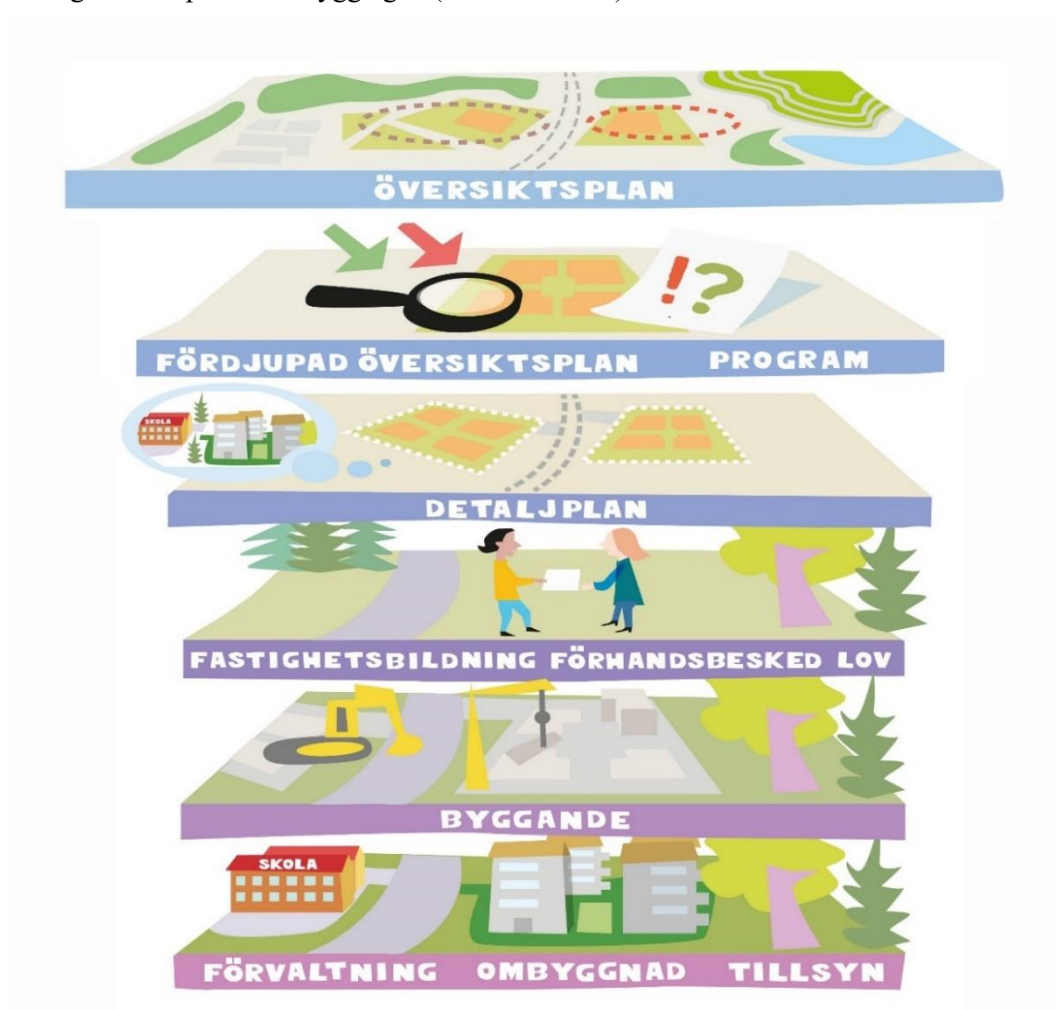 ÖVERSIKTSPLAN
!?
FÖRDJUPAD ÖVERSIKTSPLAN PROGRAM
SKOLA
DETALJPLAN
FASTIGHETSBILDNING FÖRHANDSBESKED LOV
BYGGANDE
SKOLA
FÖRVALTNING OMBYGGNAD TILLSYN